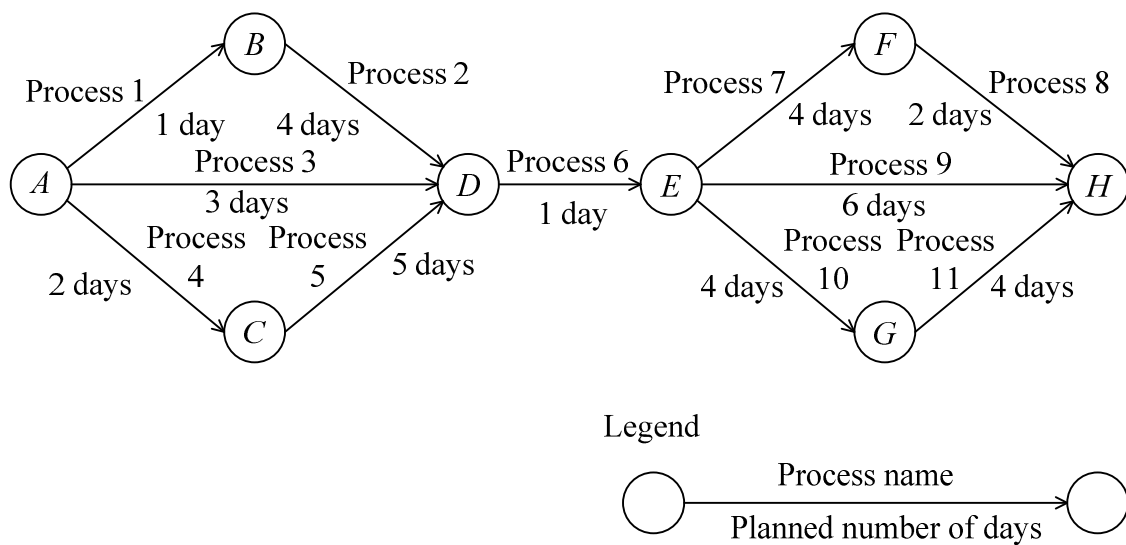 B
F
Process 1
Process 2
Process 7
Process 8
1 day
4 days
4 days
2 days
A
Process 3
D
Process 6
E
Process 9
H
3 days
1 day
6 days
Process
4
Process
5
Process
10
Process
11
2 days
5 days
4 days
4 days
C
G
Legend
Process name
Planned number of days